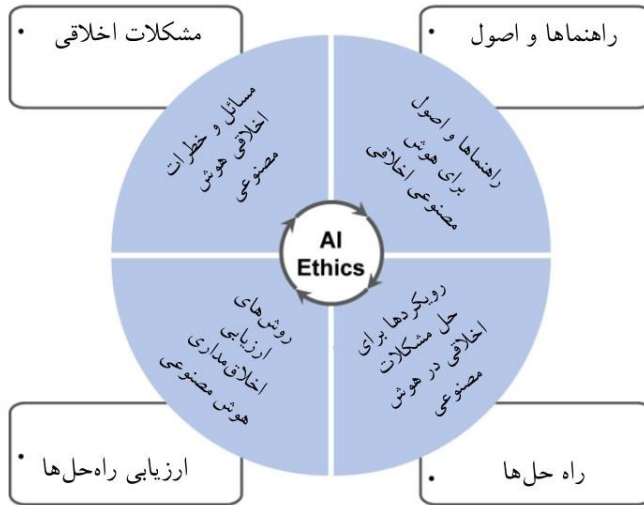 راهنماها و اصول
مشکلات اخلاقی
راهنماها و اصول
برای هوش
مصنوعی اخلاقی
مسائل و خطرات
اخلاقی هوش
مصنوعی
AI
Ethics
رویکردها برای
حل مشکلات
اخلاقی در هوش
مصنوعی
روش‌های
ارزیابی
اخلاق‌مداری
هوش مصنوعی
راه حل‌ها
ارزیابی راه‌حل‌ها